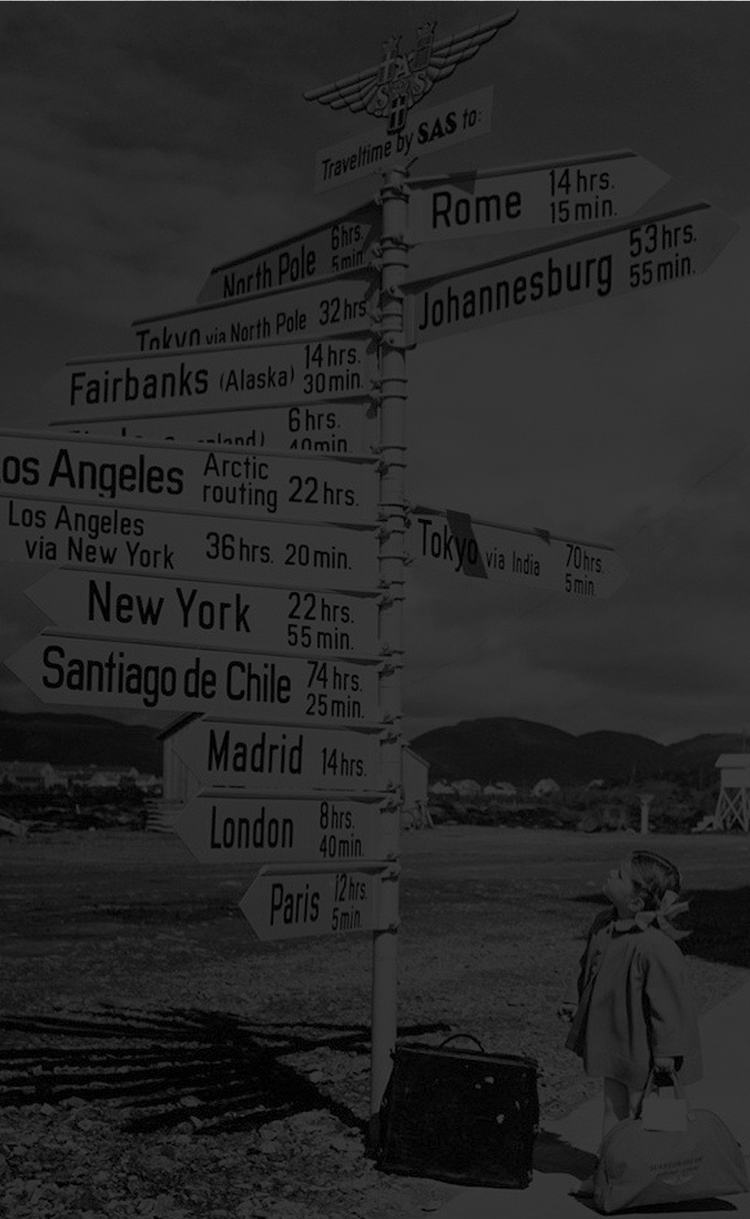 SAS
Traveltime by SAS to:
Rome 14 hrs.
15 min.
North Pole 6 hrs.
5 min.
Johannesburg 53 hrs.
55 min.
Tokyo via North Pole 32 hrs.
Fairbanks (Alaska) 14 hrs.
30 min.
6 hrs.
40 min.
Los Angeles Arctic
routing 22 hrs.
Los Angeles
via New York 36 hrs. 20 min.
Tokyo via India 70 hrs.
5 min.
New York 22 hrs.
55 min.
Santiago de Chile 74 hrs.
25 min.
Madrid 14 hrs.
London 8 hrs.
40 min.
Paris 12 hrs.
5 min.